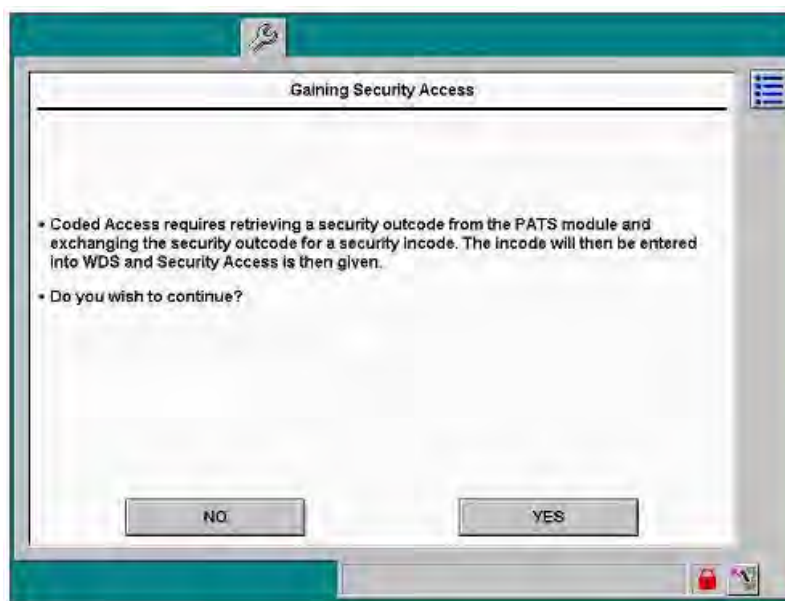 Gaining Security Access
• Coded Access requires retrieving a security outcode from the PATS module and
exchanging the security outcode for a security incode. The incode will then be entered
into WDS and Security Access is then given.
• Do you wish to continue?
NO
YES